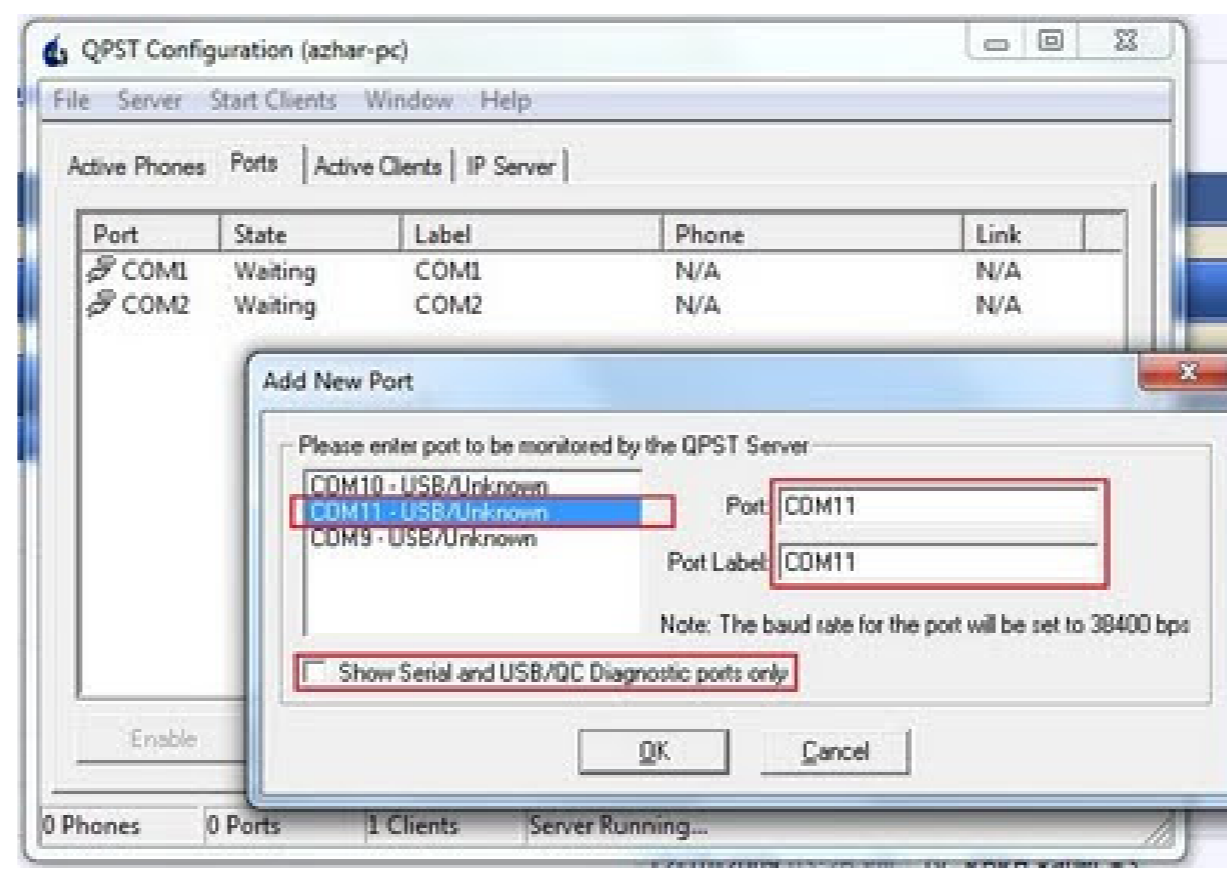 QPST Configuration (azhar-pc)
File Server Start Clients Window Help
Active Phones Ports Active Clients IP Server
Port State Label Phone Link
COM1 Waiting COM1 N/A N/A
COM2 Waiting COM2 N/A N/A
Add New Port
Please enter port to be monitored by the QPST Server
COM10 - USB/Unknown
COM11 - USB/Unknown
COM9 - USB/Unknown
Port: COM11
Port Label: COM11
Note: The baud rate for the port will be set to 38400 bps
Show Serial and USB/QC Diagnostic ports only
Enable
OK Cancel
0 Phones 0 Ports 1 Clients Server Running...